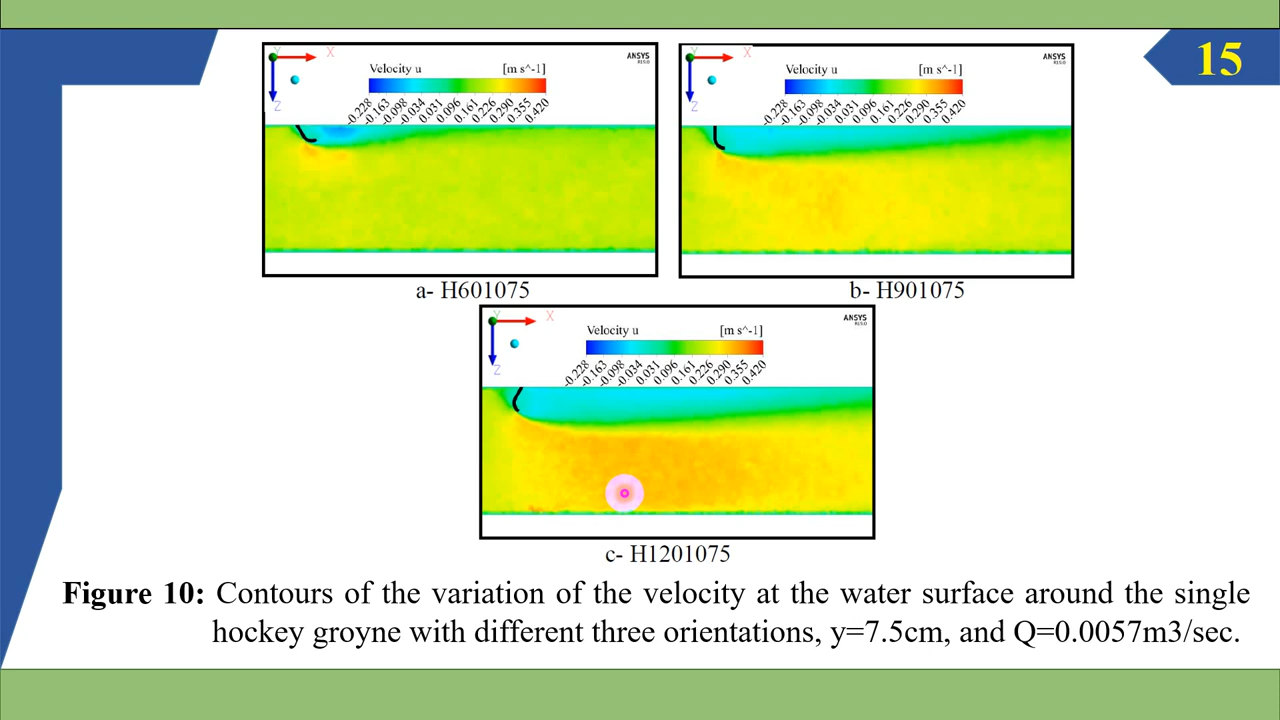 15
Y X
Z
ANSYS
R15.0
Velocity u [m s^-1]
-0.228 -0.163 -0.098 -0.034 0.031 0.096 0.161 0.226 0.290 0.355 0.420
a- H601075
Y X
Z
ANSYS
R15.0
Velocity u [m s^-1]
-0.228 -0.163 -0.098 -0.034 0.031 0.096 0.161 0.226 0.290 0.355 0.420
b- H901075
Y X
Z
ANSYS
R15.0
Velocity u [m s^-1]
-0.228 -0.163 -0.098 -0.034 0.031 0.096 0.161 0.226 0.290 0.355 0.420
c- H1201075
Figure 10: Contours of the variation of the velocity at the water surface around the single
hockey groyne with different three orientations, y=7.5cm, and Q=0.0057m3/sec.